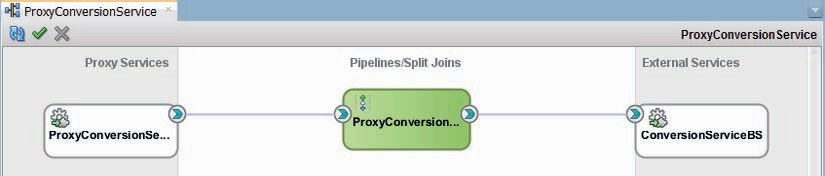 ProxyConversionService
ProxyConversionService
Proxy Services
Pipelines/Split Joins
External Services
ProxyConversionSe...
ProxyConversion...
ConversionServiceBS